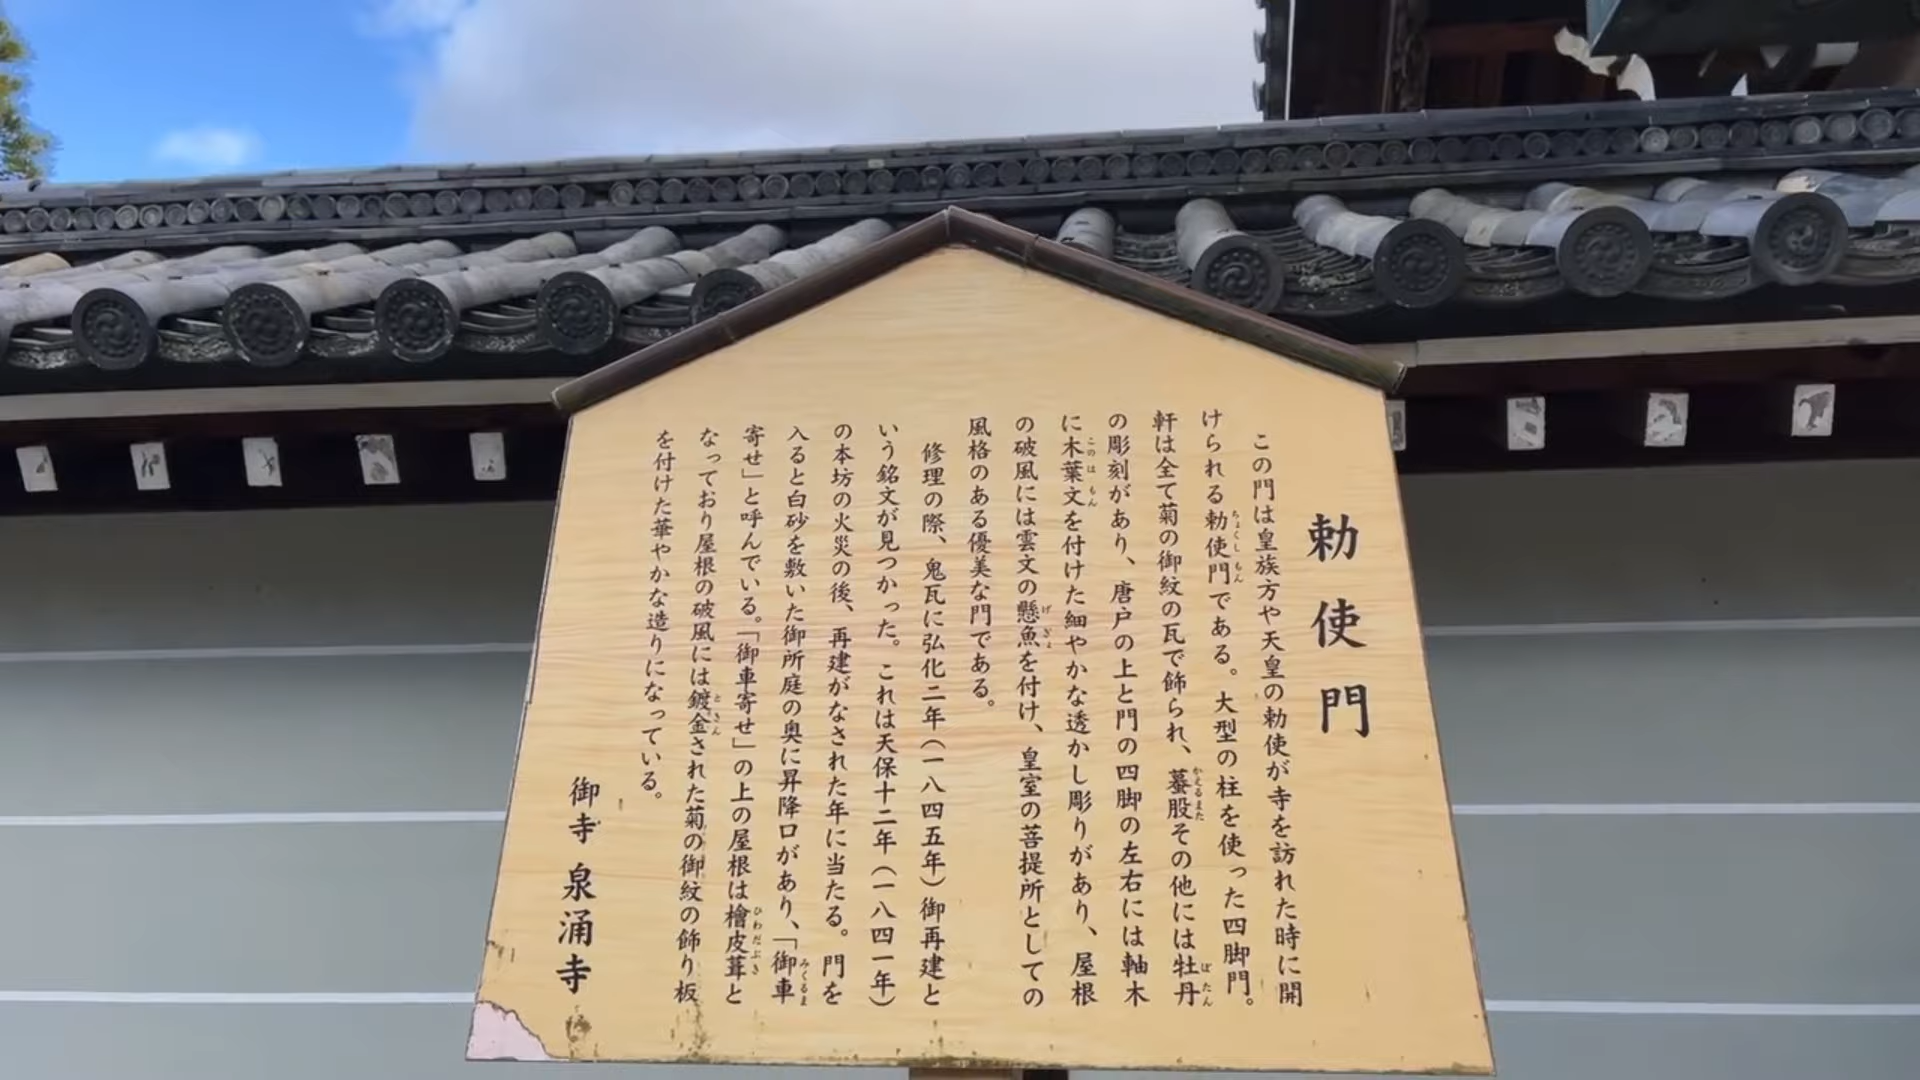 勅使門
この門は皇族方や天皇の勅使が寺を訪れた時に開
けられる勅使門である。大型の柱を使った四脚門。
軒は全て菊の御紋の瓦で飾られ、蟇股その他には牡丹
の彫刻があり、唐戸の上と門の四脚の左右には軸木
に木葉文を付けた細やかな透かし彫りがあり、屋根
の破風には雲文の懸魚を付け、皇室の菩提所としての
風格のある優美な門である。
修理の際、鬼瓦に弘化二年(一八四五年)御再建と
いう銘文が見つかった。これは天保十二年(一八四一年)
の本坊の火災の後、再建がなされた年に当たる。門を
入ると白砂を敷いた御所庭の奥に昇降口があり、「御車
寄せ」と呼んでいる。「御車寄せ」の上の屋根は檜皮葺と
なっており屋根の破風には鍍金された菊の御紋の飾り板
を付けた華やかな造りになっている。
御寺 泉涌寺